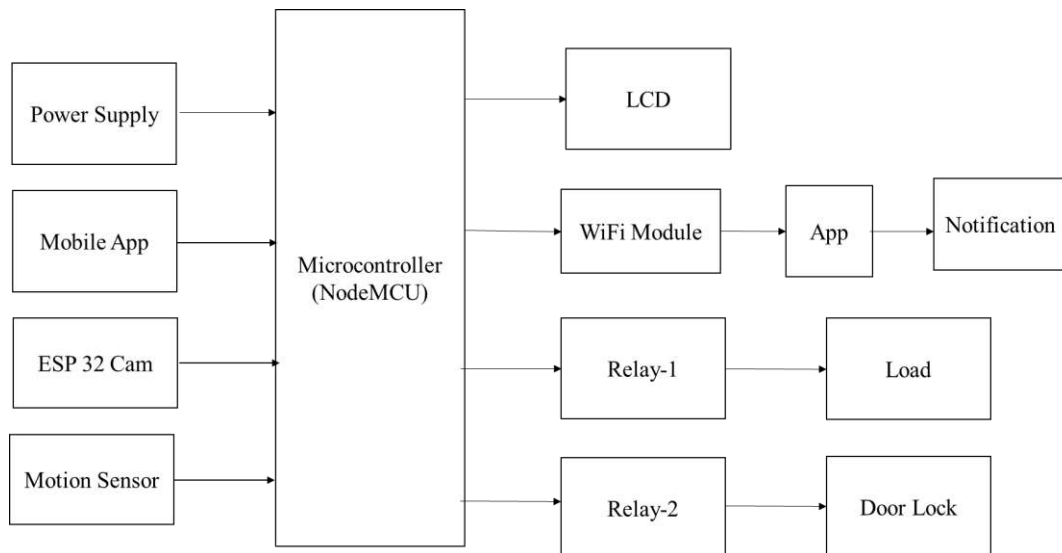 Power Supply
Mobile App
ESP 32 Cam
Motion Sensor
Microcontroller
(NodeMCU)
LCD
WiFi Module
App
Notification
Relay-1
Load
Relay-2
Door Lock